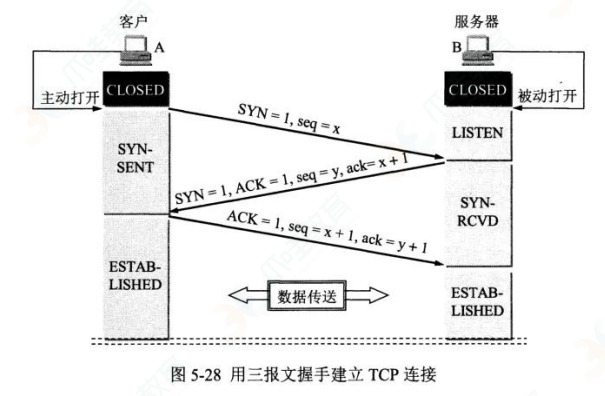 客户
服务器
A
B
主动打开
CLOSED
CLOSED
被动打开
SYN = 1, seq = x
LISTEN
SYN-
SENT
SYN = 1, ACK = 1, seq = y, ack= x + 1
SYN-
RCVD
ACK = 1, seq = x + 1, ack = y + 1
ESTAB-
LISHED
数据传送
ESTAB-
LISHED
图 5-28 用三报文握手建立 TCP 连接